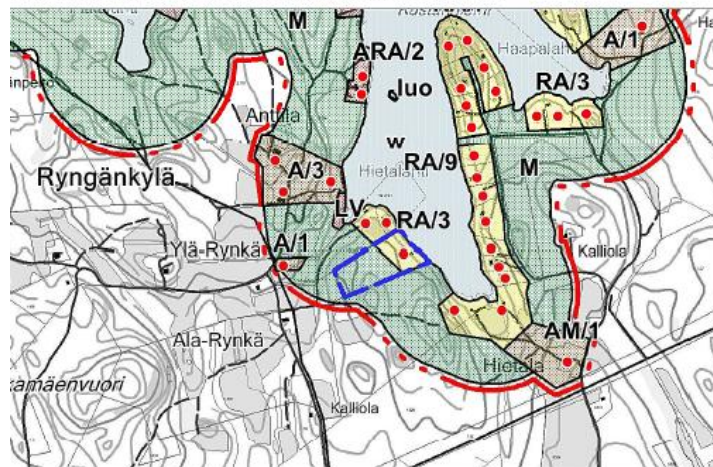 M
Haapalahti
A/1
ARA/2
RA/3
luo
Anttila
w
Hietalahti
RA/9
M
A/3
Ryngänkylä
LV
RA/3
Ylä-Rynkä
A/1
Kalliola
Ala-Rynkä
AM/1
Hietala
Kalliola